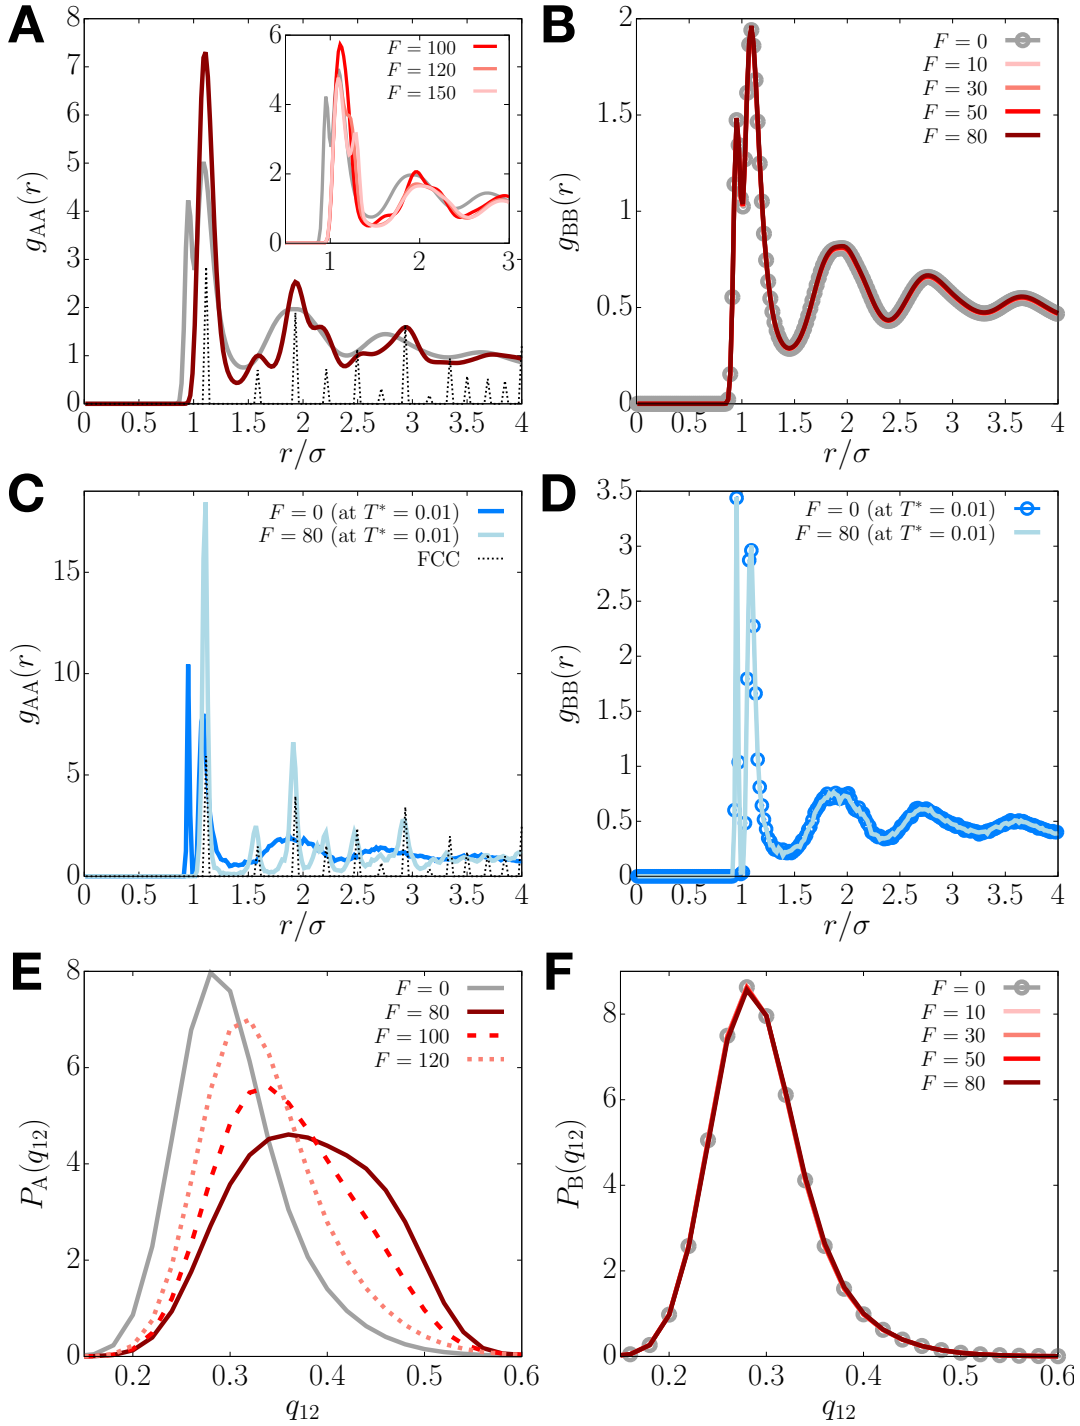 A
8
7
6
5
4
3
2
1
0
g_AA(r)
0 0.5 1 1.5 2 2.5 3 3.5 4
r/σ
6
4
2
0
1 2 3
F = 100
F = 120
F = 150
B
2
1.5
1
0.5
0
g_BB(r)
F = 0
F = 10
F = 30
F = 50
F = 80
0 0.5 1 1.5 2 2.5 3 3.5 4
r/σ
C
15
10
5
0
g_AA(r)
F = 0 (at T* = 0.01)
F = 80 (at T* = 0.01)
FCC
0 0.5 1 1.5 2 2.5 3 3.5 4
r/σ
D
3.5
3
2.5
2
1.5
1
0.5
0
g_BB(r)
F = 0 (at T* = 0.01)
F = 80 (at T* = 0.01)
0 0.5 1 1.5 2 2.5 3 3.5 4
r/σ
E
8
6
4
2
0
P_A(q_12)
F = 0
F = 80
F = 100
F = 120
0.2 0.3 0.4 0.5 0.6
q_12
F
8
6
4
2
0
P_B(q_12)
F = 0
F = 10
F = 30
F = 50
F = 80
0.2 0.3 0.4 0.5 0.6
q_12